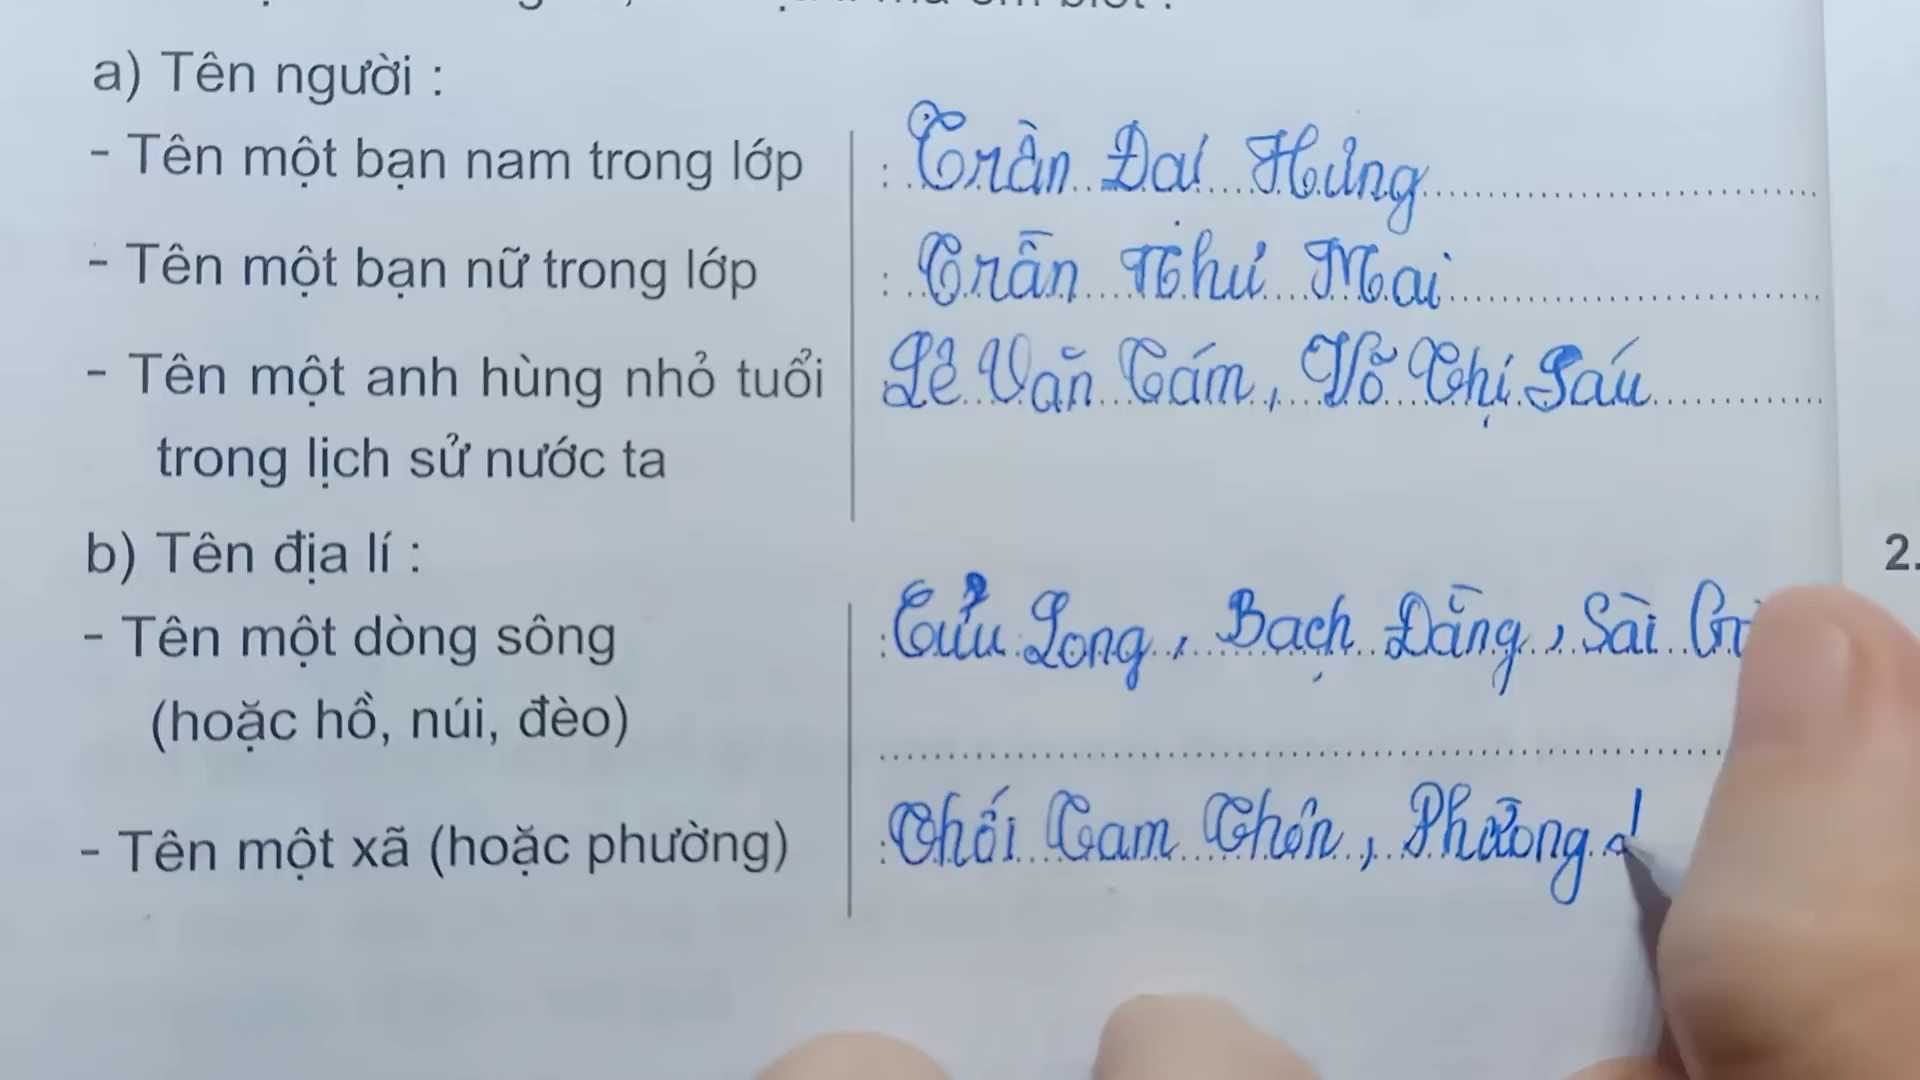 a) Tên người :
- Tên một bạn nam trong lớp : Trần Đại Hưng
- Tên một bạn nữ trong lớp : Trần Thư Mai
- Tên một anh hùng nhỏ tuổi Lê Văn Tám, Võ Thị Sáu
trong lịch sử nước ta
b) Tên địa lí :
- Tên một dòng sông : Cửu Long, Bạch Đằng, Sài
(hoặc hồ, núi, đèo)
- Tên một xã (hoặc phường) : Thới Tam Thôn, Phường
2.